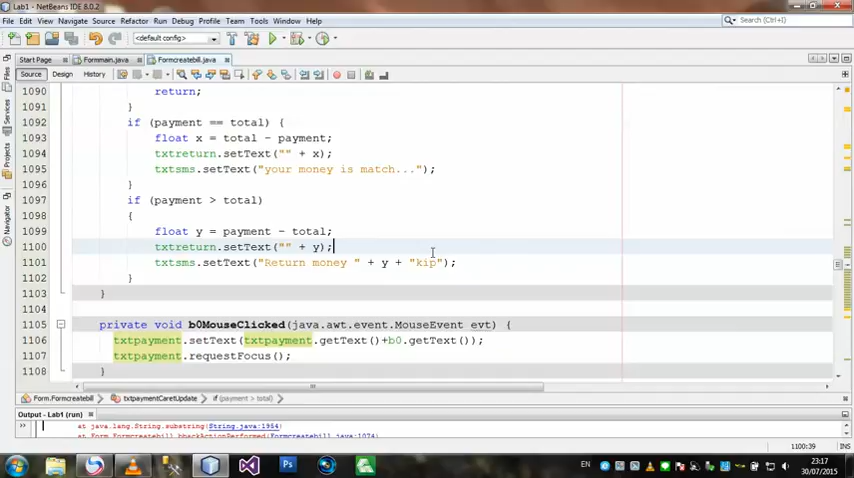 Lab1 - NetBeans IDE 8.0.2
File Edit View Navigate Source Refactor Run Debug Profile Team Tools Window Help
Search (Ctrl+I)
<default config>
Start Page Formmain.java Formcreatebill.java
Source Design History
Files
Services
Projects
Navigator
1090 return;
1091 }
1092 if (payment == total) {
1093 float x = total - payment;
1094 txtreturn.setText("" + x);
1095 txtsms.setText("your money is match...");
1096 }
1097 if (payment > total)
1098 {
1099 float y = payment - total;
1100 txtreturn.setText("" + y);
1101 txtsms.setText("Return money " + y + "kip");
1102 }
1103 }
1104
1105 private void b0MouseClicked(java.awt.event.MouseEvent evt) {
1106 txtpayment.setText(txtpayment.getText()+b0.getText());
1107 txtpayment.requestFocus();
1108 }
Form.Formcreatebill txtpaymentCaretUpdate if (payment > total)
Output - Lab1 (run)
at java.lang.String.substring(String.java:1954)
at Form.Formcreatebill.bbackActionPerformed(Formcreatebill.java:1074)
1100:39
EN
23:17
30/07/2015